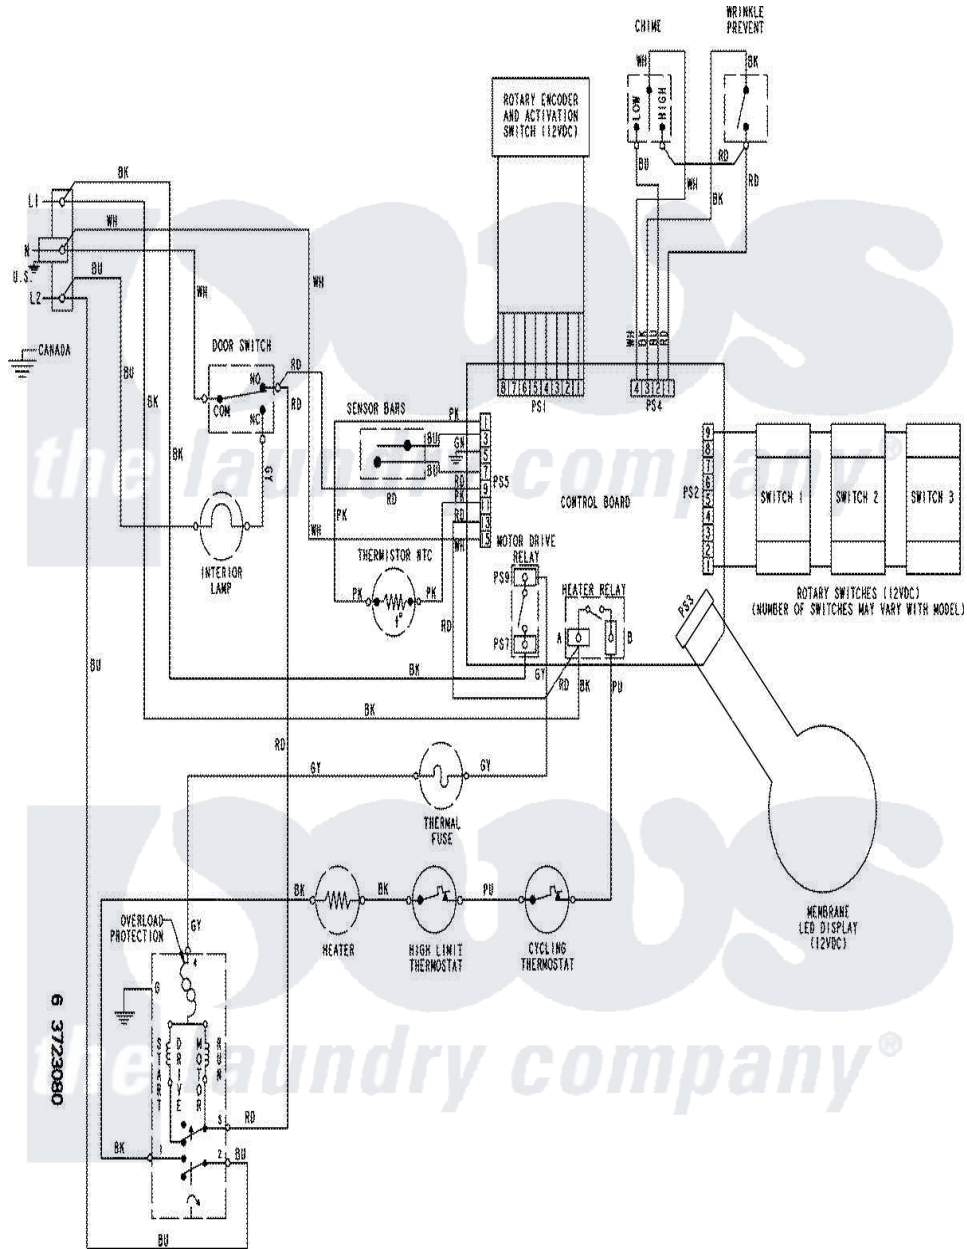 CHIME
WRINKLE
PREVENT
WH
BK
ROTARY ENCODER
AND ACTIVATION
SWITCH (12VDC)
LOW
HIGH
BU
RD
WH
BK
RD
BK
L1
WH
N
BU
U.S.
L2
WH
WH
CANADA
DOOR SWITCH
WH
BK
BU
RD
RD
NO
COM
NC
BU
BK
BK
GY
8 7 6 5 4 3 2 1
PS1
4 3 2 1
PS4
SENSOR BARS
PK
BU
GN
BU
RD
PK
RD
WH
RD
1
3
5
7
9
11
13
15
PS5
CONTROL BOARD
PS2
9
8
7
6
5
4
3
2
1
SWITCH 1
SWITCH 2
SWITCH 3
ROTARY SWITCHES (12VDC)
(NUMBER OF SWITCHES MAY VARY WITH MODEL)
the laundry company®
INTERIOR
LAMP
PK
WH
THERMISTOR NTC
PK
PK
t°
MOTOR DRIVE
RELAY
PS9
PS7
HEATER RELAY
A
B
PS3
RD
BU
BK
GY
RD
BK
PU
BK
RD
GY
GY
THERMAL
FUSE
BK
BK
PU
HEATER
HIGH LIMIT
THERMOSTAT
CYCLING
THERMOSTAT
MEMBRANE
LED DISPLAY
(12VDC)
OVERLOAD
PROTECTION
GY
4
G
START
DRIVE
MOTOR
RUN
6 3723080
the laundry company®
5
RD
BK
1
2
BU
BU